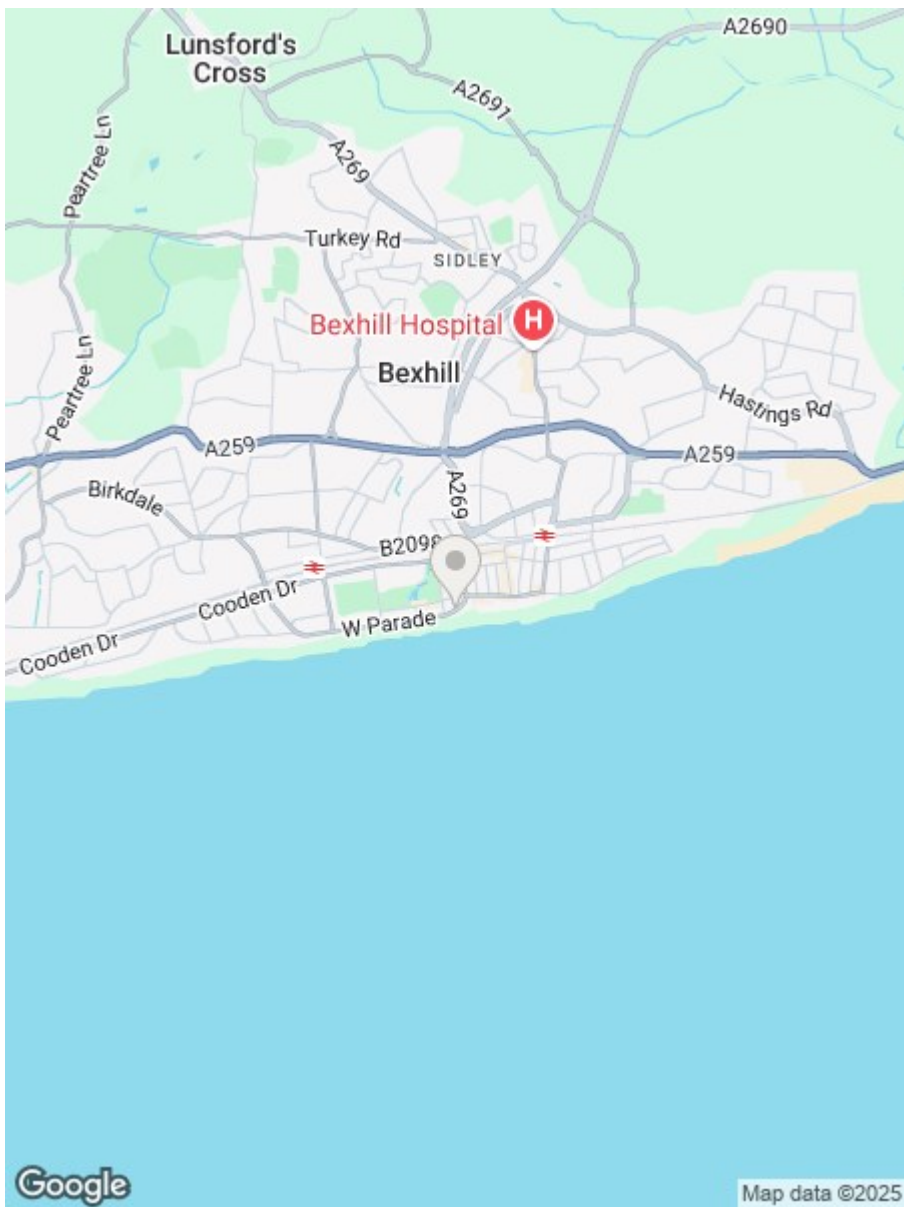 Lunsford's
Cross
A2690
A2691
Peartree Ln
A269
Turkey Rd
SIDLEY
Bexhill Hospital
H
Bexhill
Peartree Ln
Hastings Rd
A259
A259
Birkdale
A269
B2098
Cooden Dr
W Parade
Cooden Dr
Google
Map data ©2025